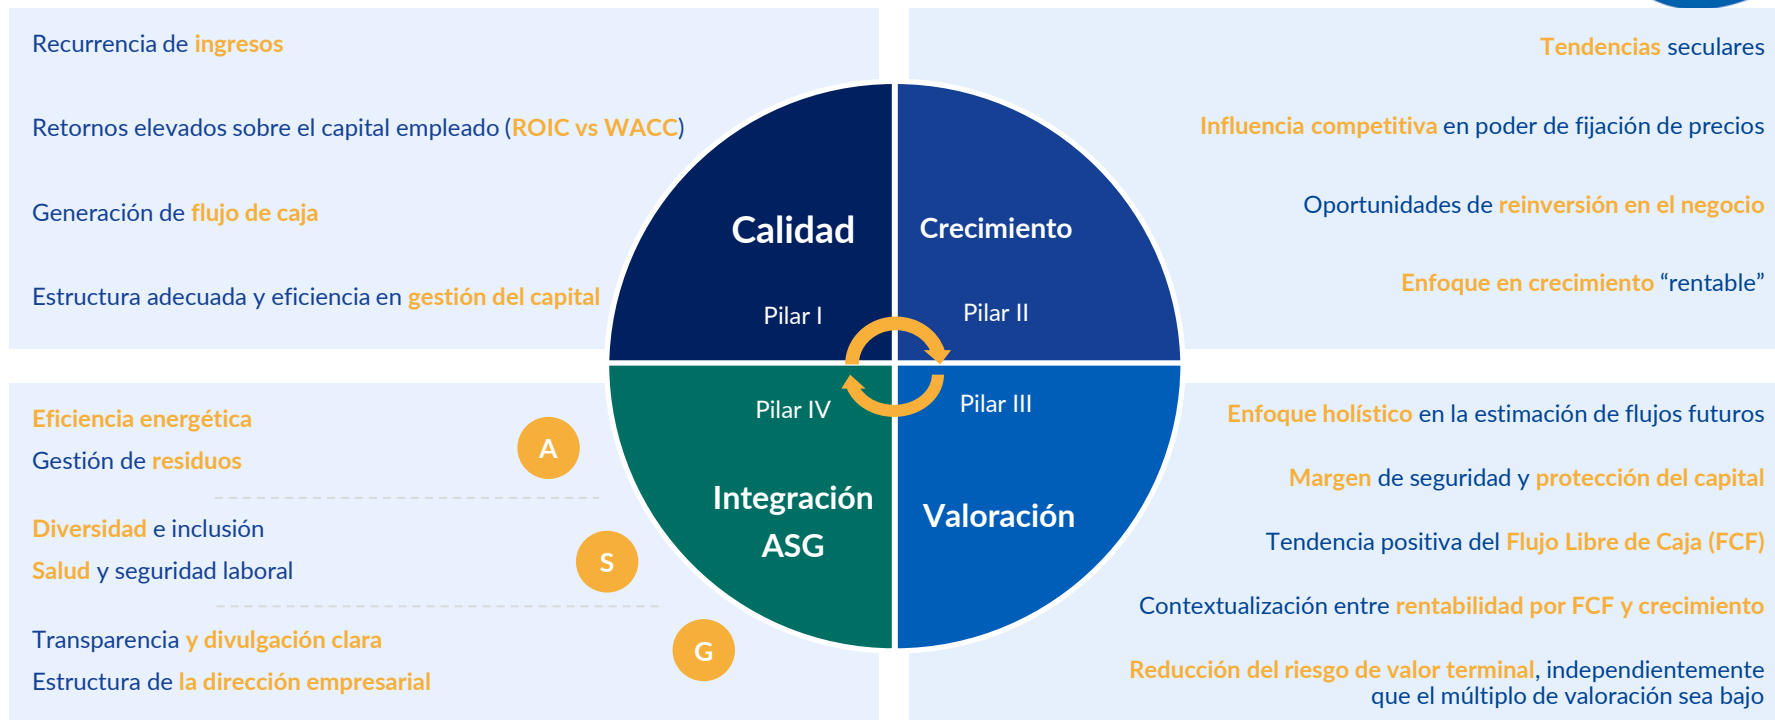 Recurrencia de ingresos
Retornos elevados sobre el capital empleado (ROIC vs WACC)
Generación de flujo de caja
Estructura adecuada y eficiencia en gestión del capital
Tendencias seculares
Influencia competitiva en poder de fijación de precios
Oportunidades de reinversión en el negocio
Enfoque en crecimiento “rentable”
Calidad
Pilar I
Crecimiento
Pilar II
Pilar IV
Integración
ASG
Pilar III
Valoración
Eficiencia energética
Gestión de residuos
A
Diversidad e inclusión
Salud y seguridad laboral
S
Transparencia y divulgación clara
Estructura de la dirección empresarial
G
Enfoque holístico en la estimación de flujos futuros
Margen de seguridad y protección del capital
Tendencia positiva del Flujo Libre de Caja (FCF)
Contextualización entre rentabilidad por FCF y crecimiento
Reducción del riesgo de valor terminal, independientemente
que el múltiplo de valoración sea bajo